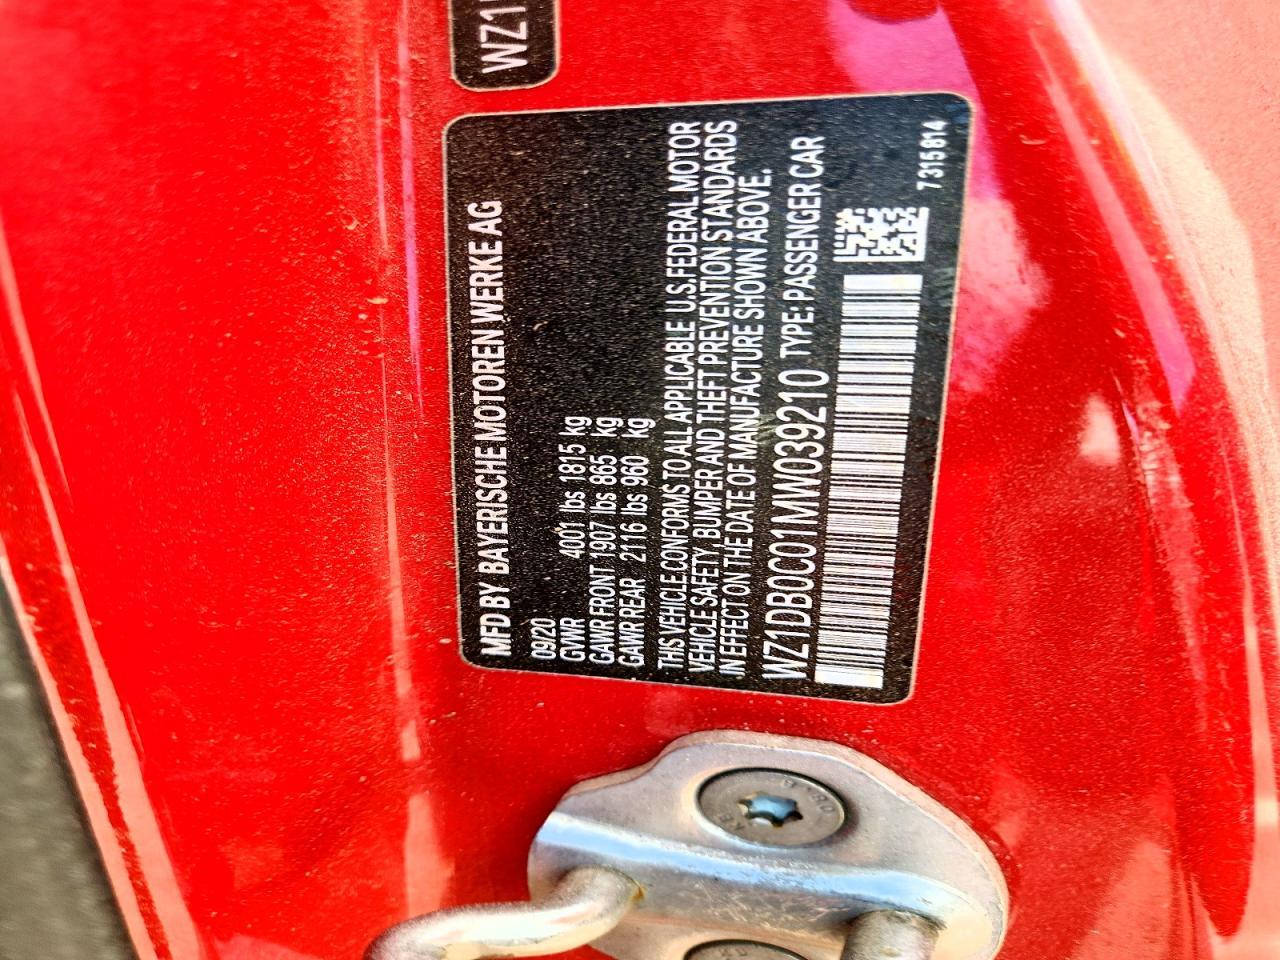 WZ1
MFD BY BAYERISCHE MOTOREN WERKE AG
09/20
GVWR 4001 lbs 1815 kg
GAWR FRONT 1907 lbs 865 kg
GAWR REAR 2116 lbs 960 kg
THIS VEHICLE CONFORMS TO ALL APPLICABLE U.S. FEDERAL MOTOR
VEHICLE SAFETY, BUMPER AND THEFT PREVENTION STANDARDS
IN EFFECT ON THE DATE OF MANUFACTURE SHOWN ABOVE.
WZ1DB0C01MW039210 TYPE: PASSENGER CAR
7315814